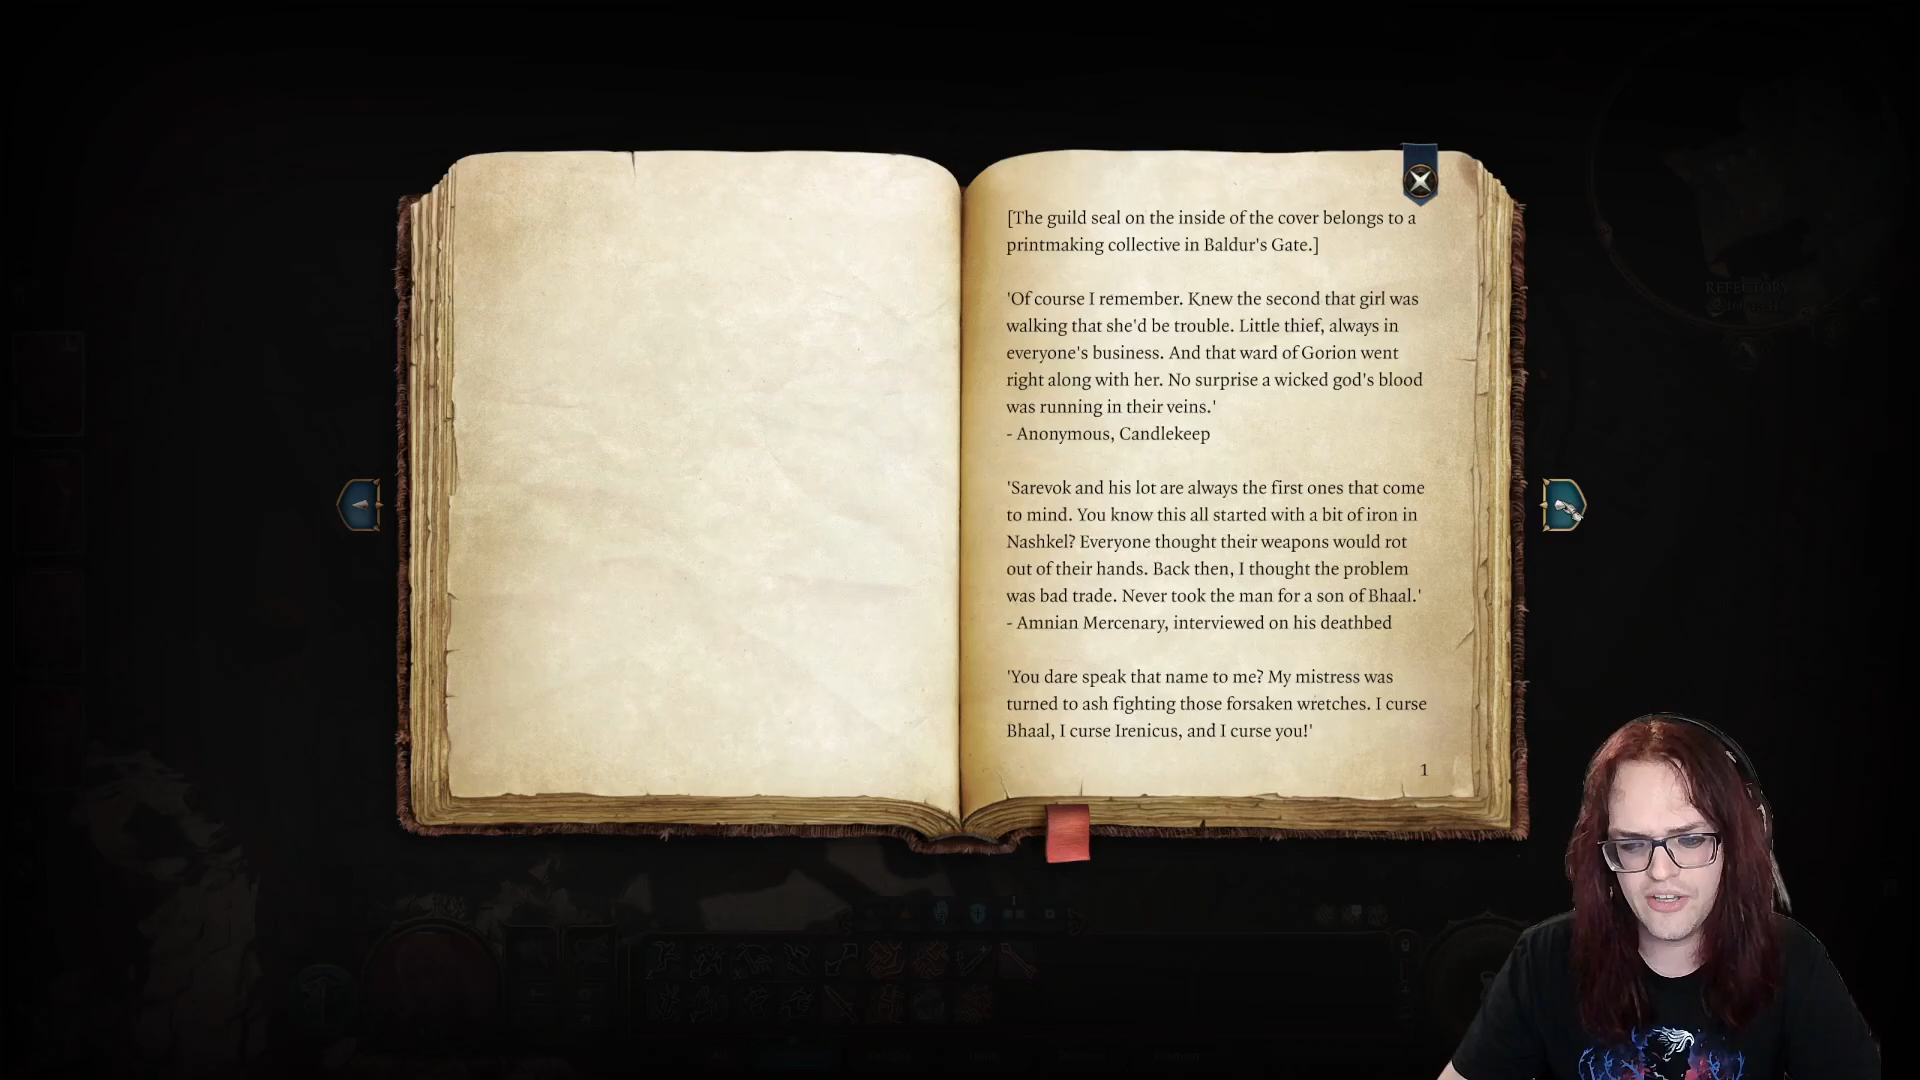 [The guild seal on the inside of the cover belongs to a
printmaking collective in Baldur's Gate.]
'Of course I remember. Knew the second that girl was
walking that she'd be trouble. Little thief, always in
everyone's business. And that ward of Gorion went
right along with her. No surprise a wicked god's blood
was running in their veins.'
- Anonymous, Candlekeep
'Sarevok and his lot are always the first ones that come
to mind. You know this all started with a bit of iron in
Nashkel? Everyone thought their weapons would rot
out of their hands. Back then, I thought the problem
was bad trade. Never took the man for a son of Bhaal.'
- Amnian Mercenary, interviewed on his deathbed
'You dare speak that name to me? My mistress was
turned to ash fighting those forsaken wretches. I curse
Bhaal, I curse Irenicus, and I curse you!'
1
REFECTORY